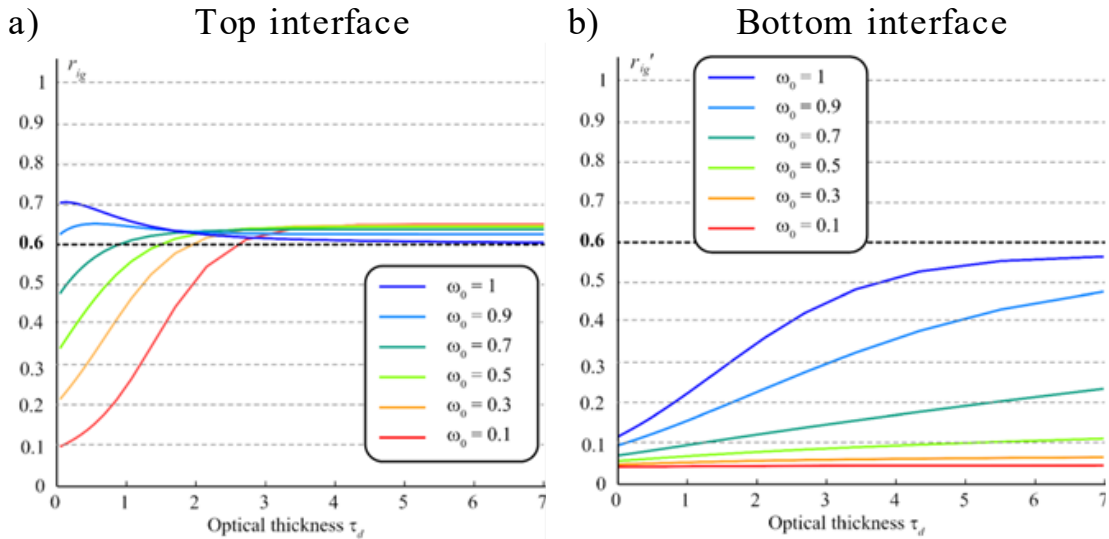 a) Top interface
r_ig
1
0.9
0.8
0.7
0.6
0.5
0.4
0.3
0.2
0.1
0
0 1 2 3 4 5 6 7
Optical thickness τ_d
ω₀ = 1
ω₀ = 0.9
ω₀ = 0.7
ω₀ = 0.5
ω₀ = 0.3
ω₀ = 0.1
b) Bottom interface
r_ig'
1
0.9
0.8
0.7
0.6
0.5
0.4
0.3
0.2
0.1
0
0 1 2 3 4 5 6 7
Optical thickness τ_d
ω₀ = 1
ω₀ = 0.9
ω₀ = 0.7
ω₀ = 0.5
ω₀ = 0.3
ω₀ = 0.1